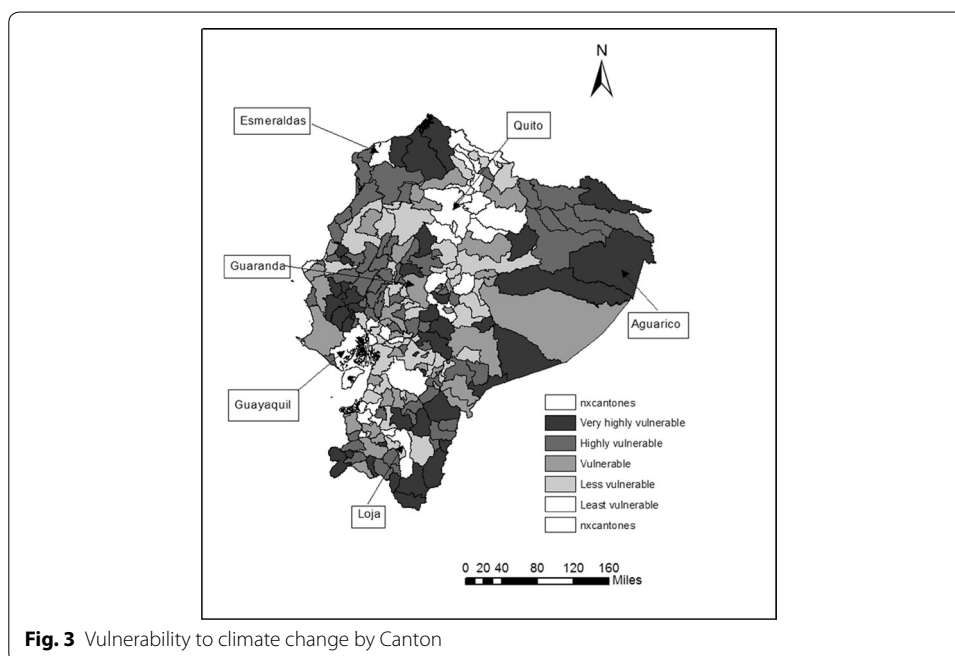 N
Esmeraldas
Quito
Guaranda
Aguarico
Guayaquil
Loja
nxcantones
Very highly vulnerable
Highly vulnerable
Vulnerable
Less vulnerable
Least vulnerable
nxcantones
0 20 40 80 120 160
Miles
Fig. 3 Vulnerability to climate change by Canton